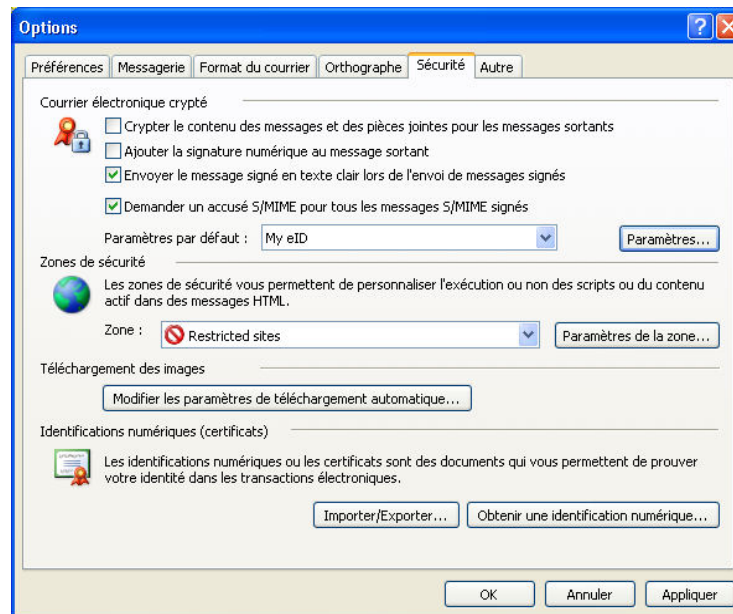 Options
Préférences Messagerie Format du courrier Orthographe Sécurité Autre
Courrier électronique crypté
Crypter le contenu des messages et des pièces jointes pour les messages sortants
Ajouter la signature numérique au message sortant
Envoyer le message signé en texte clair lors de l'envoi de messages signés
Demander un accusé S/MIME pour tous les messages S/MIME signés
Paramètres par défaut : My eID Paramètres...
Zones de sécurité
Les zones de sécurité vous permettent de personnaliser l'exécution ou non des scripts ou du contenu
actif dans des messages HTML.
Zone : Restricted sites Paramètres de la zone...
Téléchargement des images
Modifier les paramètres de téléchargement automatique...
Identifications numériques (certificats)
Les identifications numériques ou les certificats sont des documents qui vous permettent de prouver
votre identité dans les transactions électroniques.
Importer/Exporter... Obtenir une identification numérique...
OK Annuler Appliquer